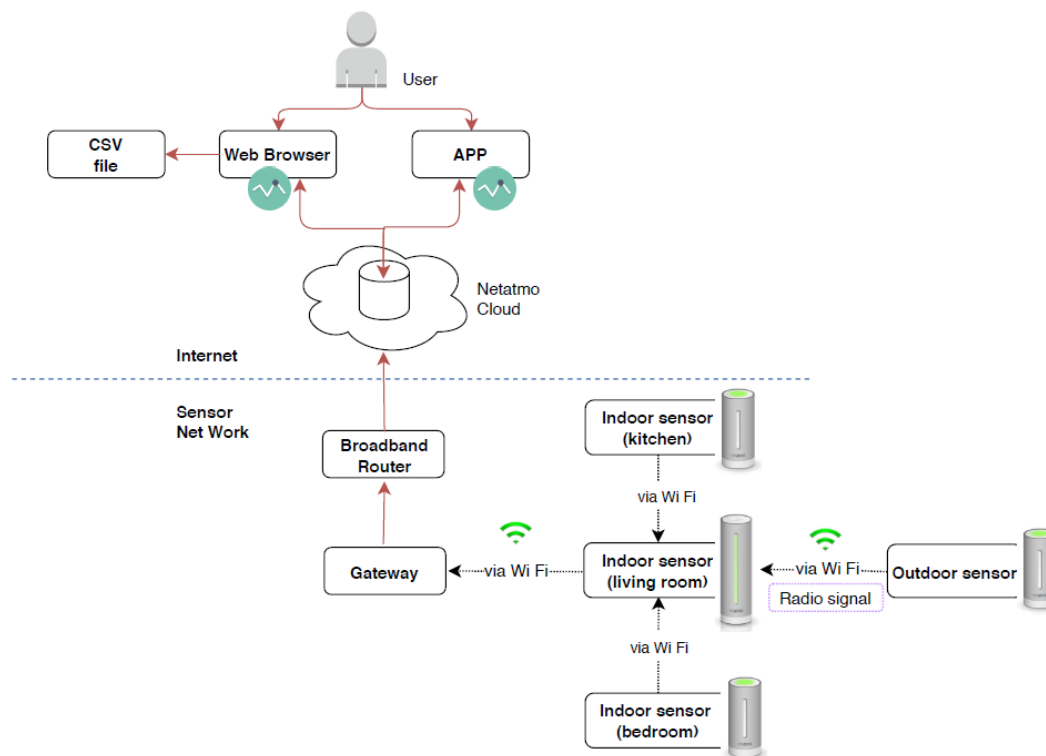 User
CSV
file
Web Browser
APP
Netatmo
Cloud
Internet
Sensor
Net Work
Broadband
Router
Gateway
via Wi Fi
Indoor sensor
(kitchen)
via Wi Fi
Indoor sensor
(living room)
via Wi Fi
Radio signal
Outdoor sensor
via Wi Fi
Indoor sensor
(bedroom)